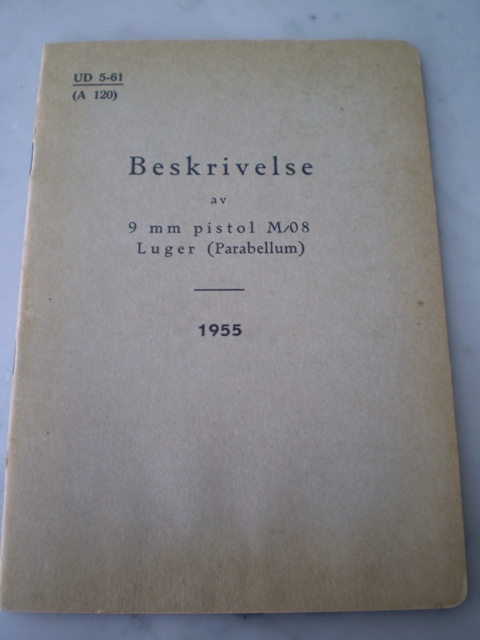 UD 5-61
(A 120)
Beskrivelse
av
9 mm pistol M/08
Luger (Parabellum)
1955